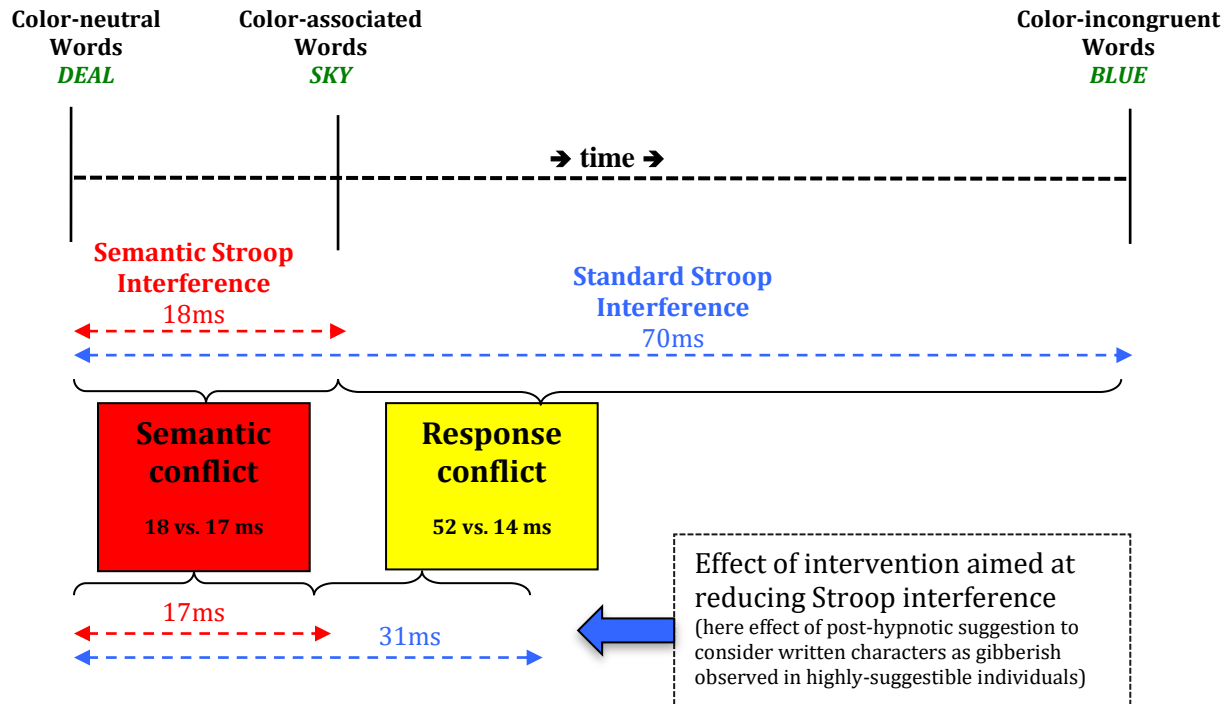 Color-neutral
Words
DEAL
Color-associated
Words
SKY
Color-incongruent
Words
BLUE
➔ time ➔
Semantic Stroop
Interference
18ms
Standard Stroop
Interference
70ms
Semantic
conflict
18 vs. 17 ms
Response
conflict
52 vs. 14 ms
17ms
31ms
Effect of intervention aimed at
reducing Stroop interference
(here effect of post-hypnotic suggestion to
consider written characters as gibberish
observed in highly-suggestible individuals)